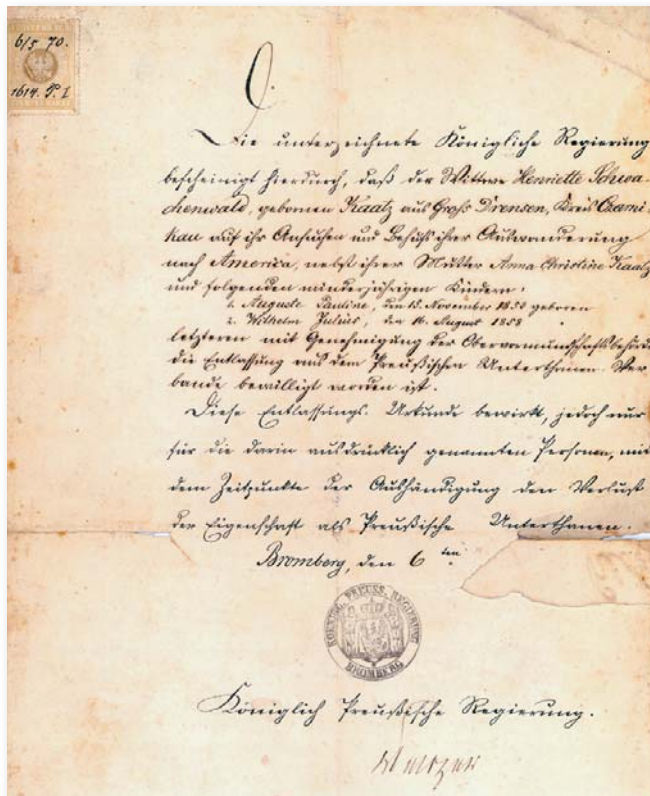 6/5 70.
1614. P. I
Die unterzeichnete Königliche Regierung
bescheinigt hierdurch, daß der Wittwe Henriette Schwa-
chenwald, gebornen Kaatz aus Groß Drensen, Kreis Czarni-
kau auf ihr Ansuchen und Behufs ihrer Auswanderung
nach America, nebst ihrer Mutter Anna Christine Kaatz
und folgenden minderjährigen Kindern:
1. Auguste Pauline, den 15. November 1850 geboren
2. Wilhelm Julius, den 16. August 1858 "
letzteren mit Genehmigung der Obervormundschaftsbehörde
die Entlassung aus dem Preußischen Unterthanen-Ver-
bande bewilligt worden ist.
Diese Entlassungs-Urkunde bewirkt, jedoch nur
für die darin ausdrücklich genannten Personen, mit
dem Zeitpunkte der Aushändigung den Verlust
der Eigenschaft als Preußische Unterthanen.
Bromberg, den 6ten
KOENIGL. PREUSS. REGIERUNG
BROMBERG
Königlich Preußische Regierung.